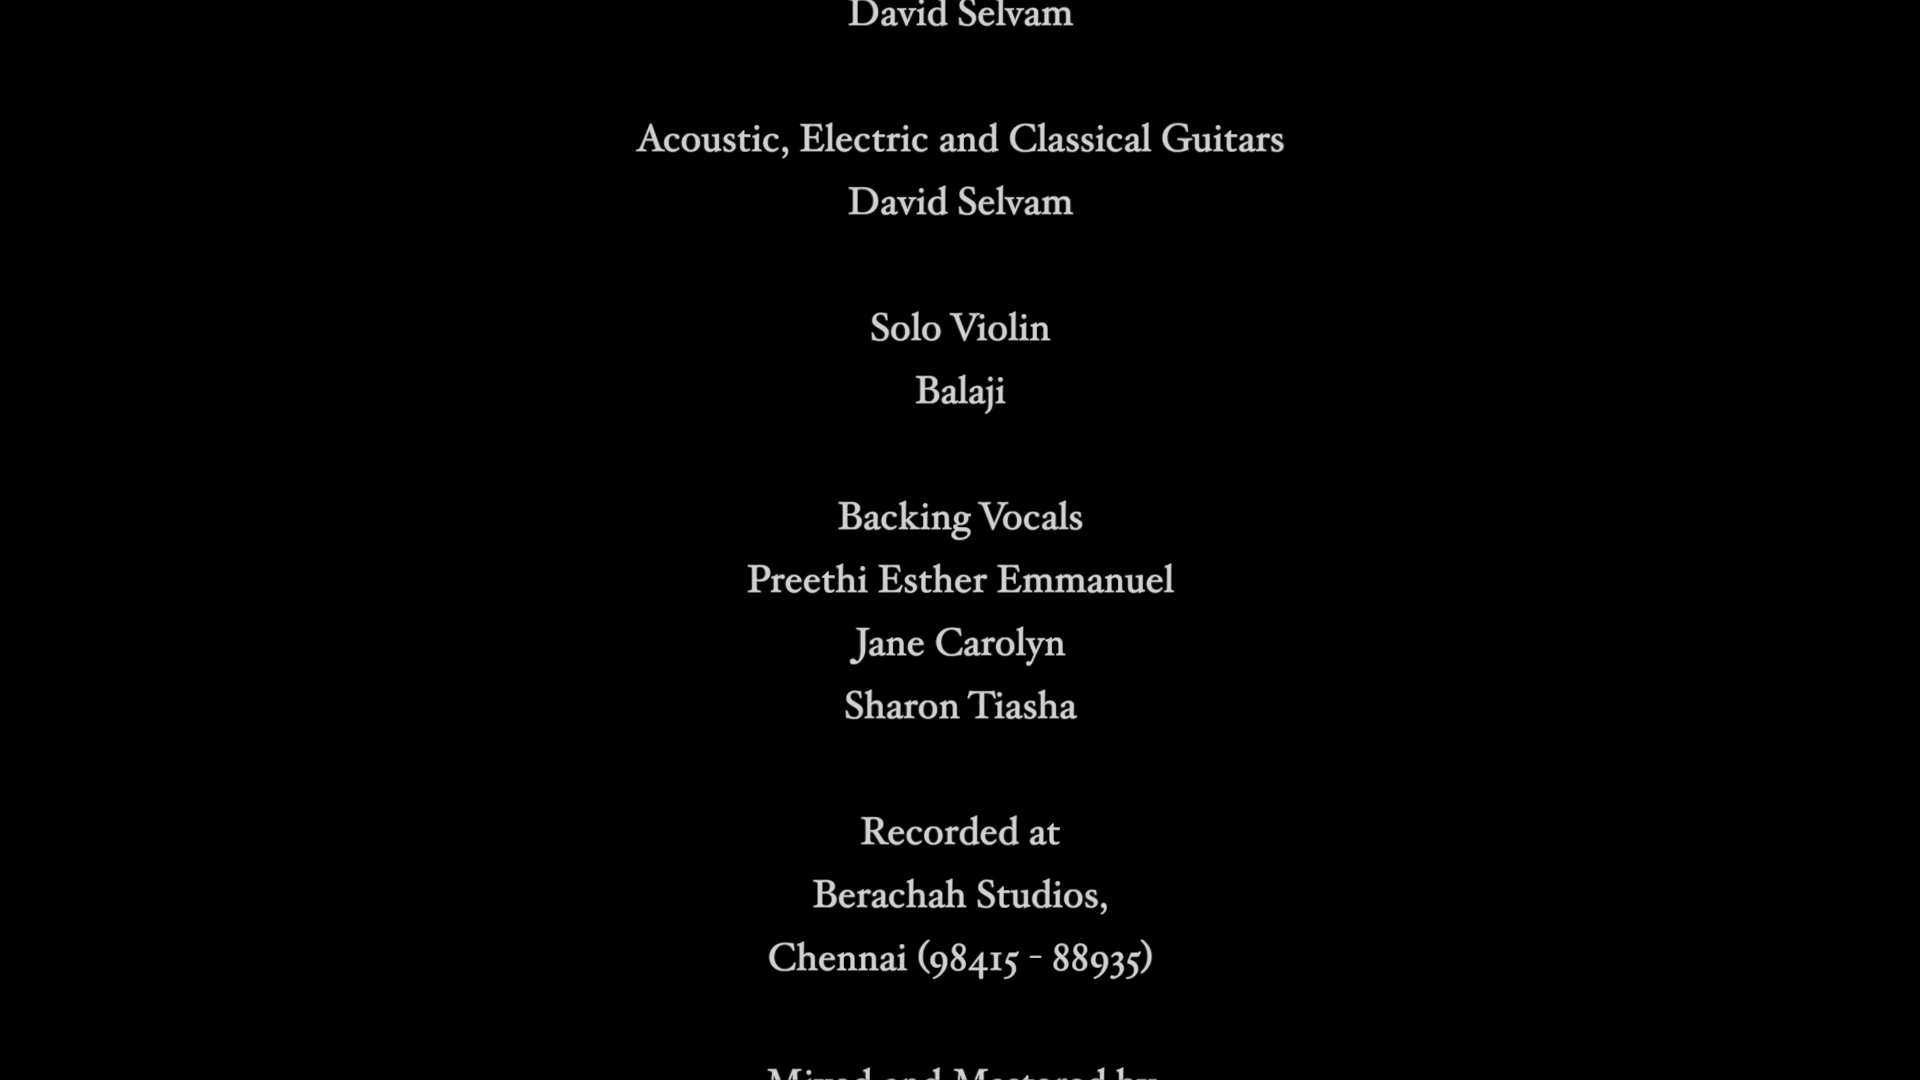 David Selvam
Acoustic, Electric and Classical Guitars
David Selvam
Solo Violin
Balaji
Backing Vocals
Preethi Esther Emmanuel
Jane Carolyn
Sharon Tiasha
Recorded at
Berachah Studios,
Chennai (98415 - 88935)
Mixed and Mastered by